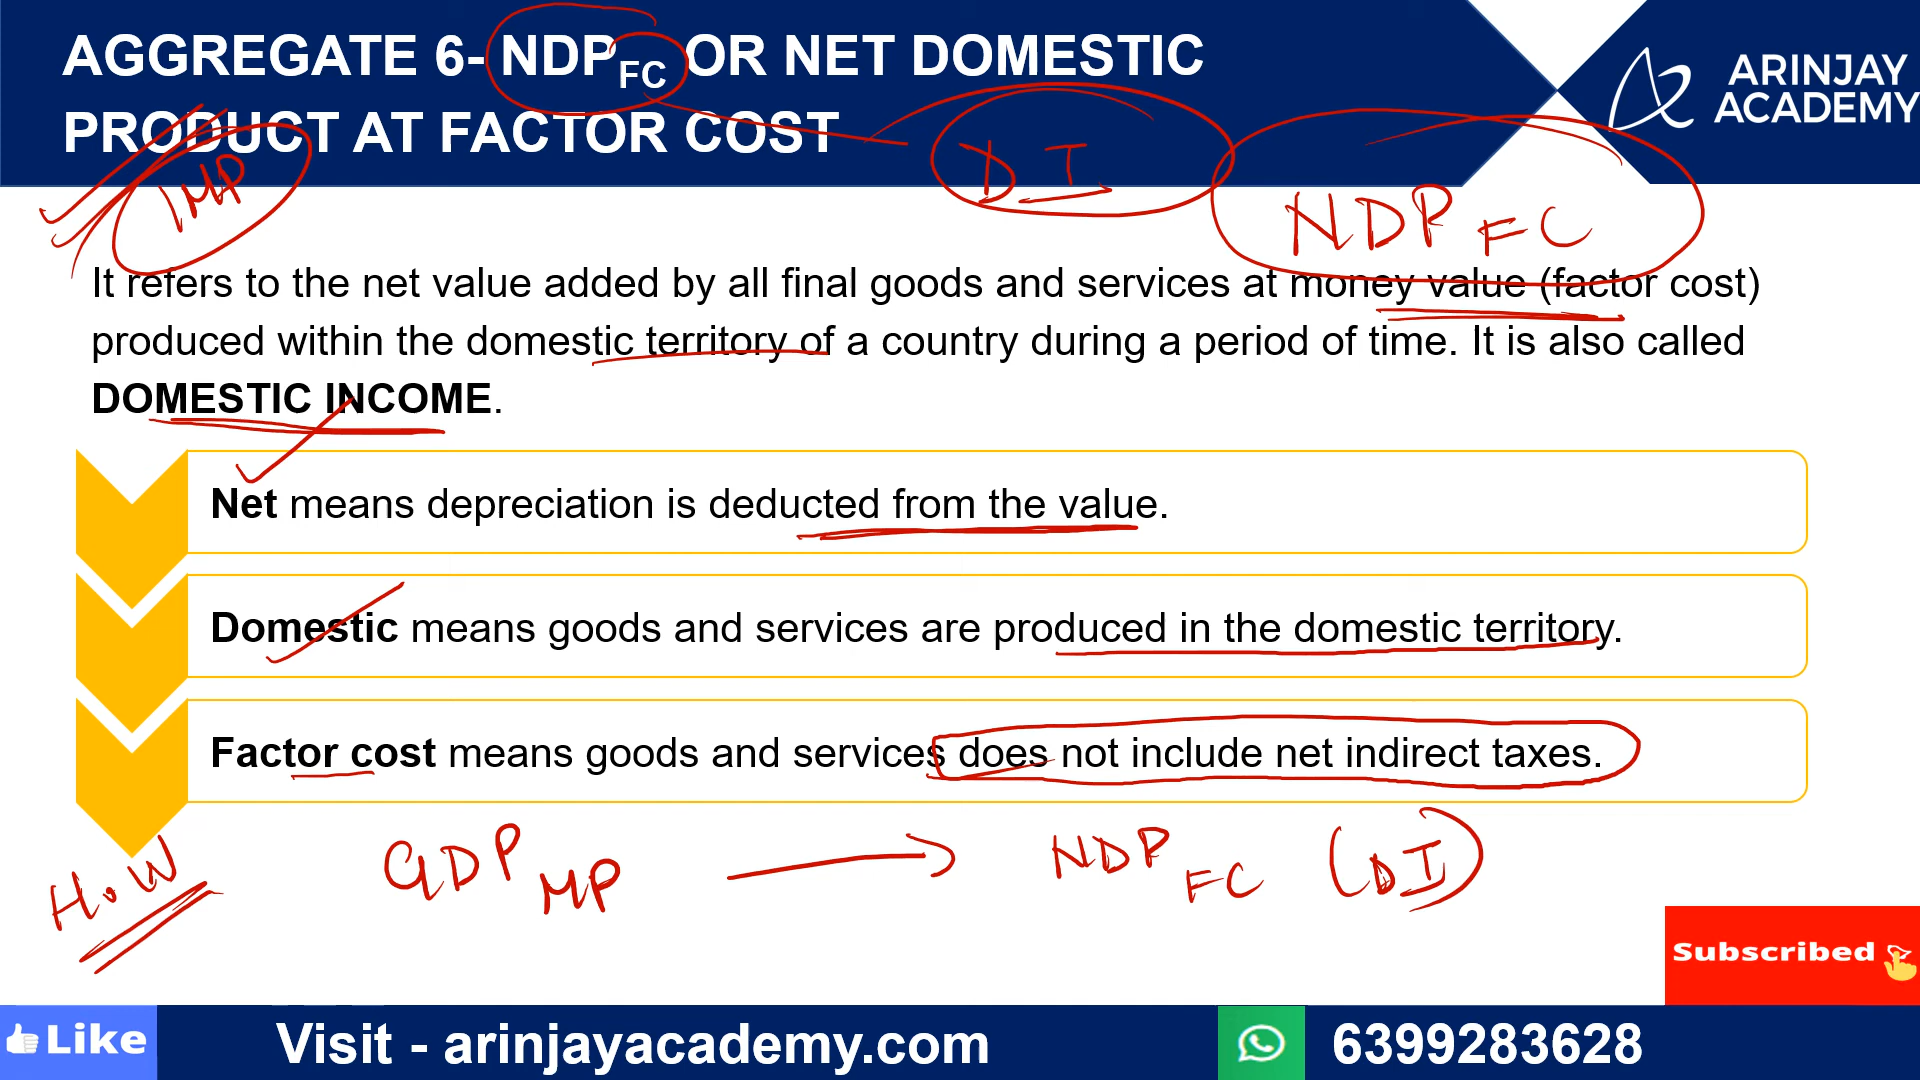 AGGREGATE 6- NDPFC OR NET DOMESTIC
PRODUCT AT FACTOR COST
ARINJAY
ACADEMY
IMP
DI
NDP FC
It refers to the net value added by all final goods and services at money value (factor cost)
produced within the domestic territory of a country during a period of time. It is also called
DOMESTIC INCOME.
Net means depreciation is deducted from the value.
Domestic means goods and services are produced in the domestic territory.
Factor cost means goods and services does not include net indirect taxes.
H.W
GDP MP → NDP FC (DI)
Subscribed
Like
Visit - arinjayacademy.com
6399283628